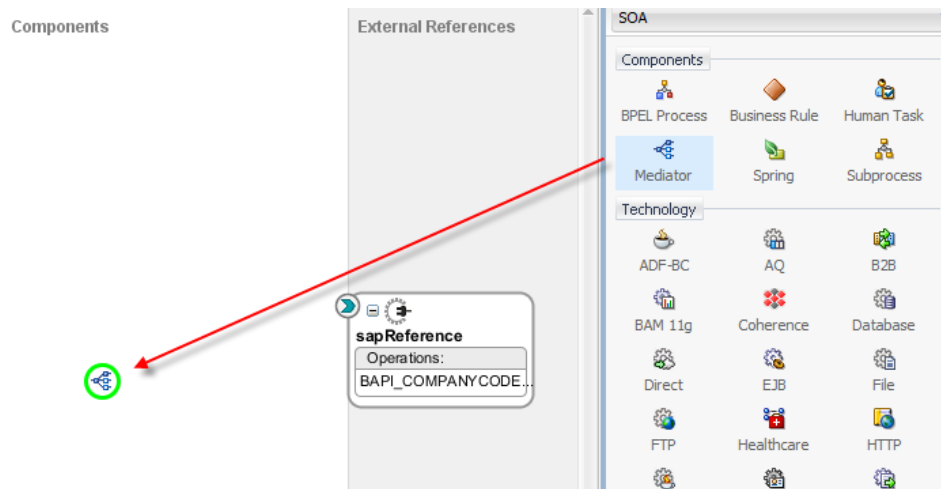 Components
External References
sapReference
Operations:
BAPI_COMPANYCODE...
SOA
Components
BPEL Process Business Rule Human Task
Mediator Spring Subprocess
Technology
ADF-BC AQ B2B
BAM 11g Coherence Database
Direct EJB File
FTP Healthcare HTTP